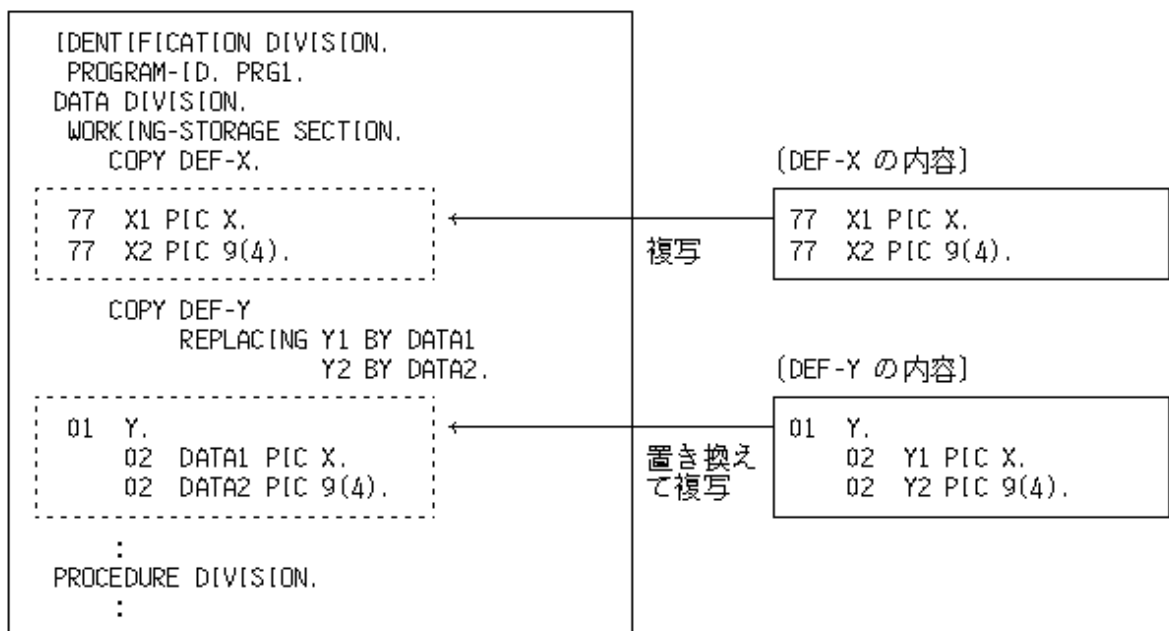 IDENTIFICATION DIVISION.
PROGRAM-ID. PRG1.
DATA DIVISION.
WORKING-STORAGE SECTION.
COPY DEF-X.
77 X1 PIC X.
77 X2 PIC 9(4).
複写
[DEF-X の内容]
77 X1 PIC X.
77 X2 PIC 9(4).
COPY DEF-Y
REPLACING Y1 BY DATA1
Y2 BY DATA2.
01 Y.
02 DATA1 PIC X.
02 DATA2 PIC 9(4).
置き換え
て複写
[DEF-Y の内容]
01 Y.
02 Y1 PIC X.
02 Y2 PIC 9(4).
:
PROCEDURE DIVISION.
: